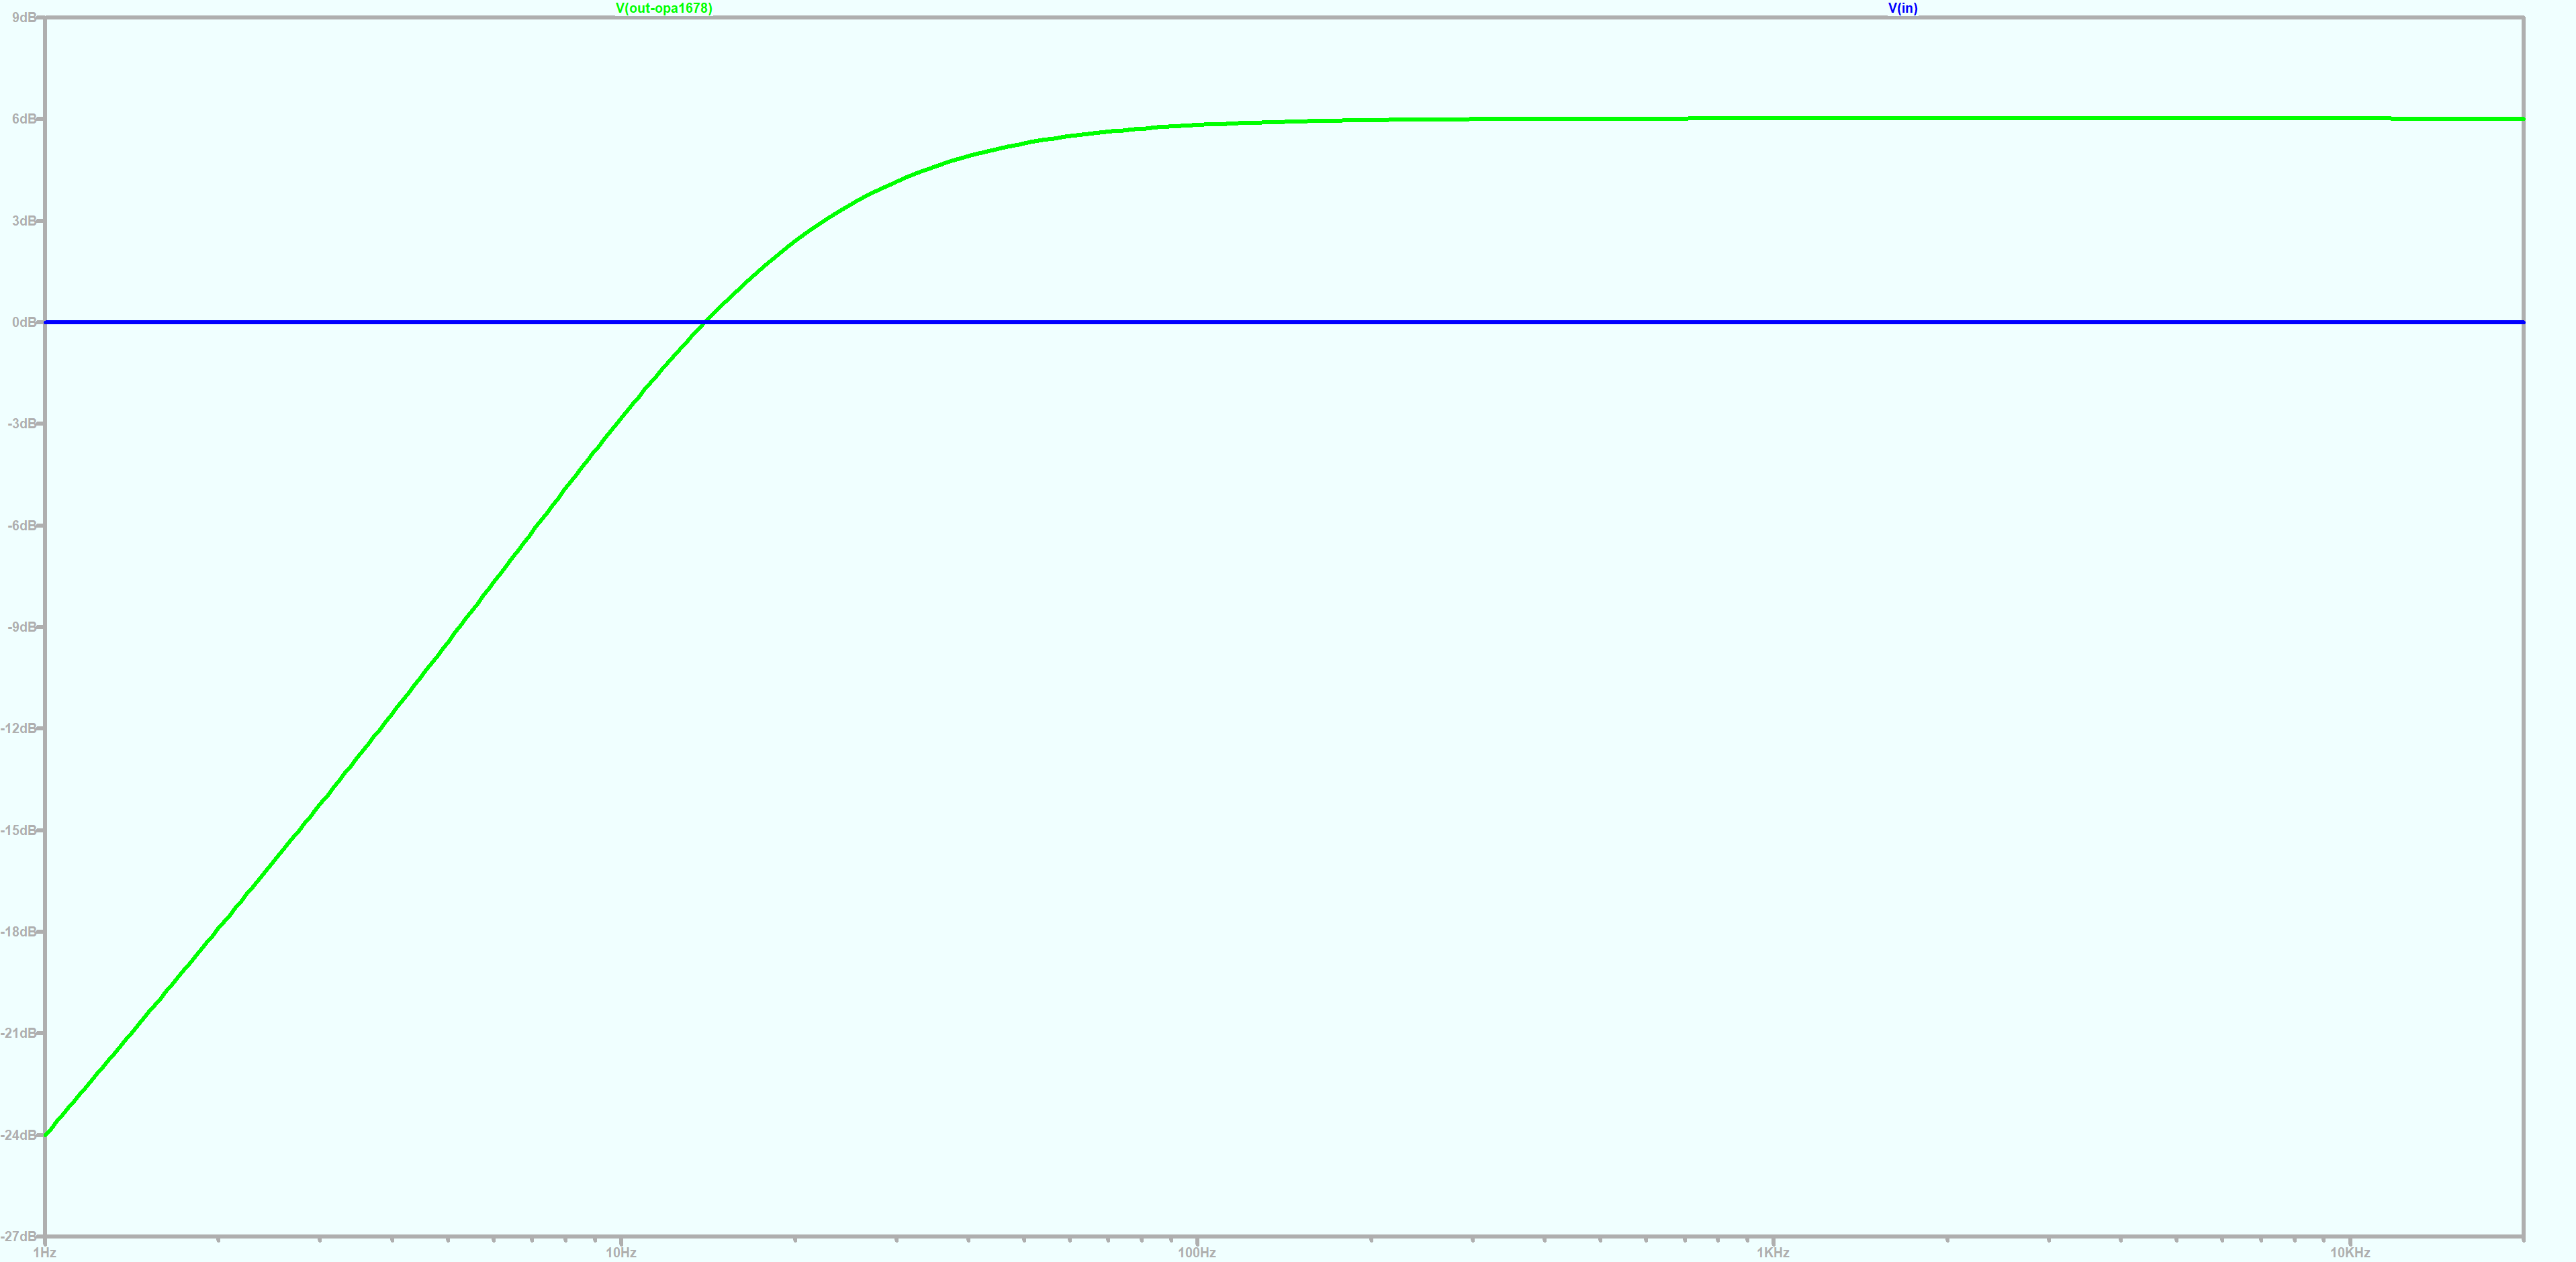 V(out-opa1678) V(in)
9dB
6dB
3dB
0dB
-3dB
-6dB
-9dB
-12dB
-15dB
-18dB
-21dB
-24dB
-27dB
1Hz 10Hz 100Hz 1KHz 10KHz